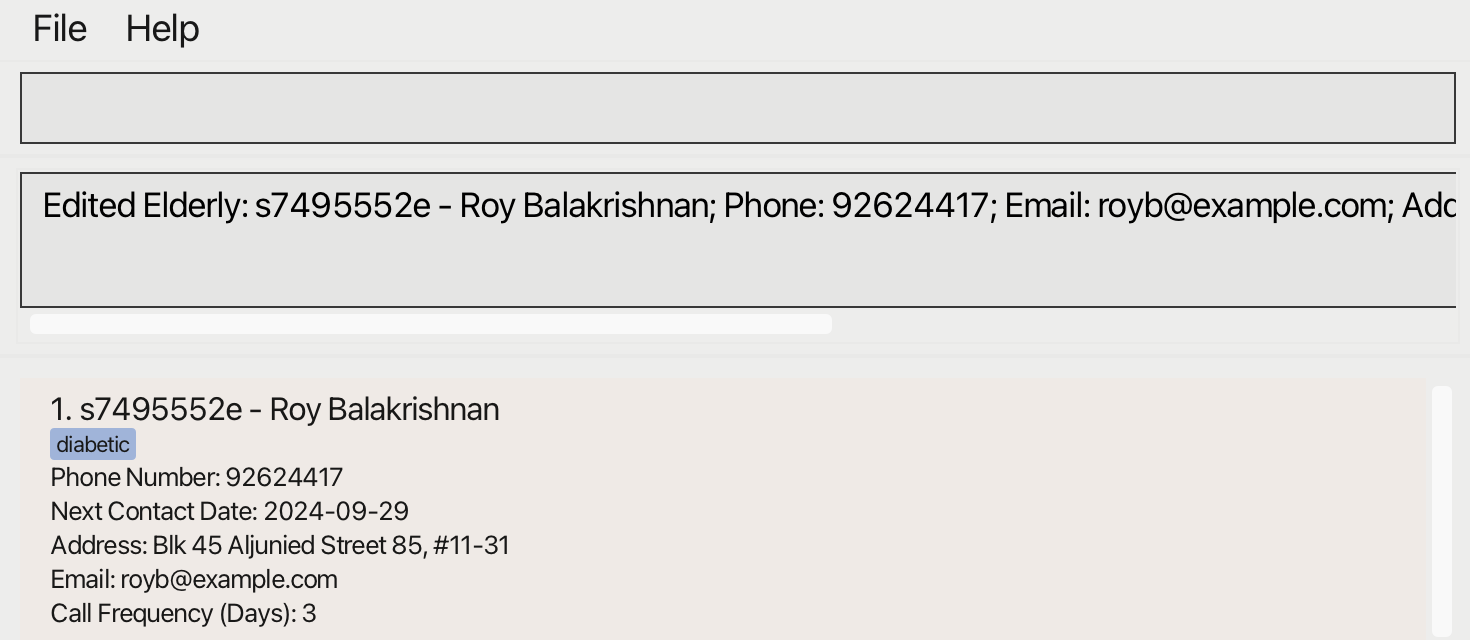 File Help
Edited Elderly: s7495552e - Roy Balakrishnan; Phone: 92624417; Email: royb@example.com; Add
1. s7495552e - Roy Balakrishnan
diabetic
Phone Number: 92624417
Next Contact Date: 2024-09-29
Address: Blk 45 Aljunied Street 85, #11-31
Email: royb@example.com
Call Frequency (Days): 3